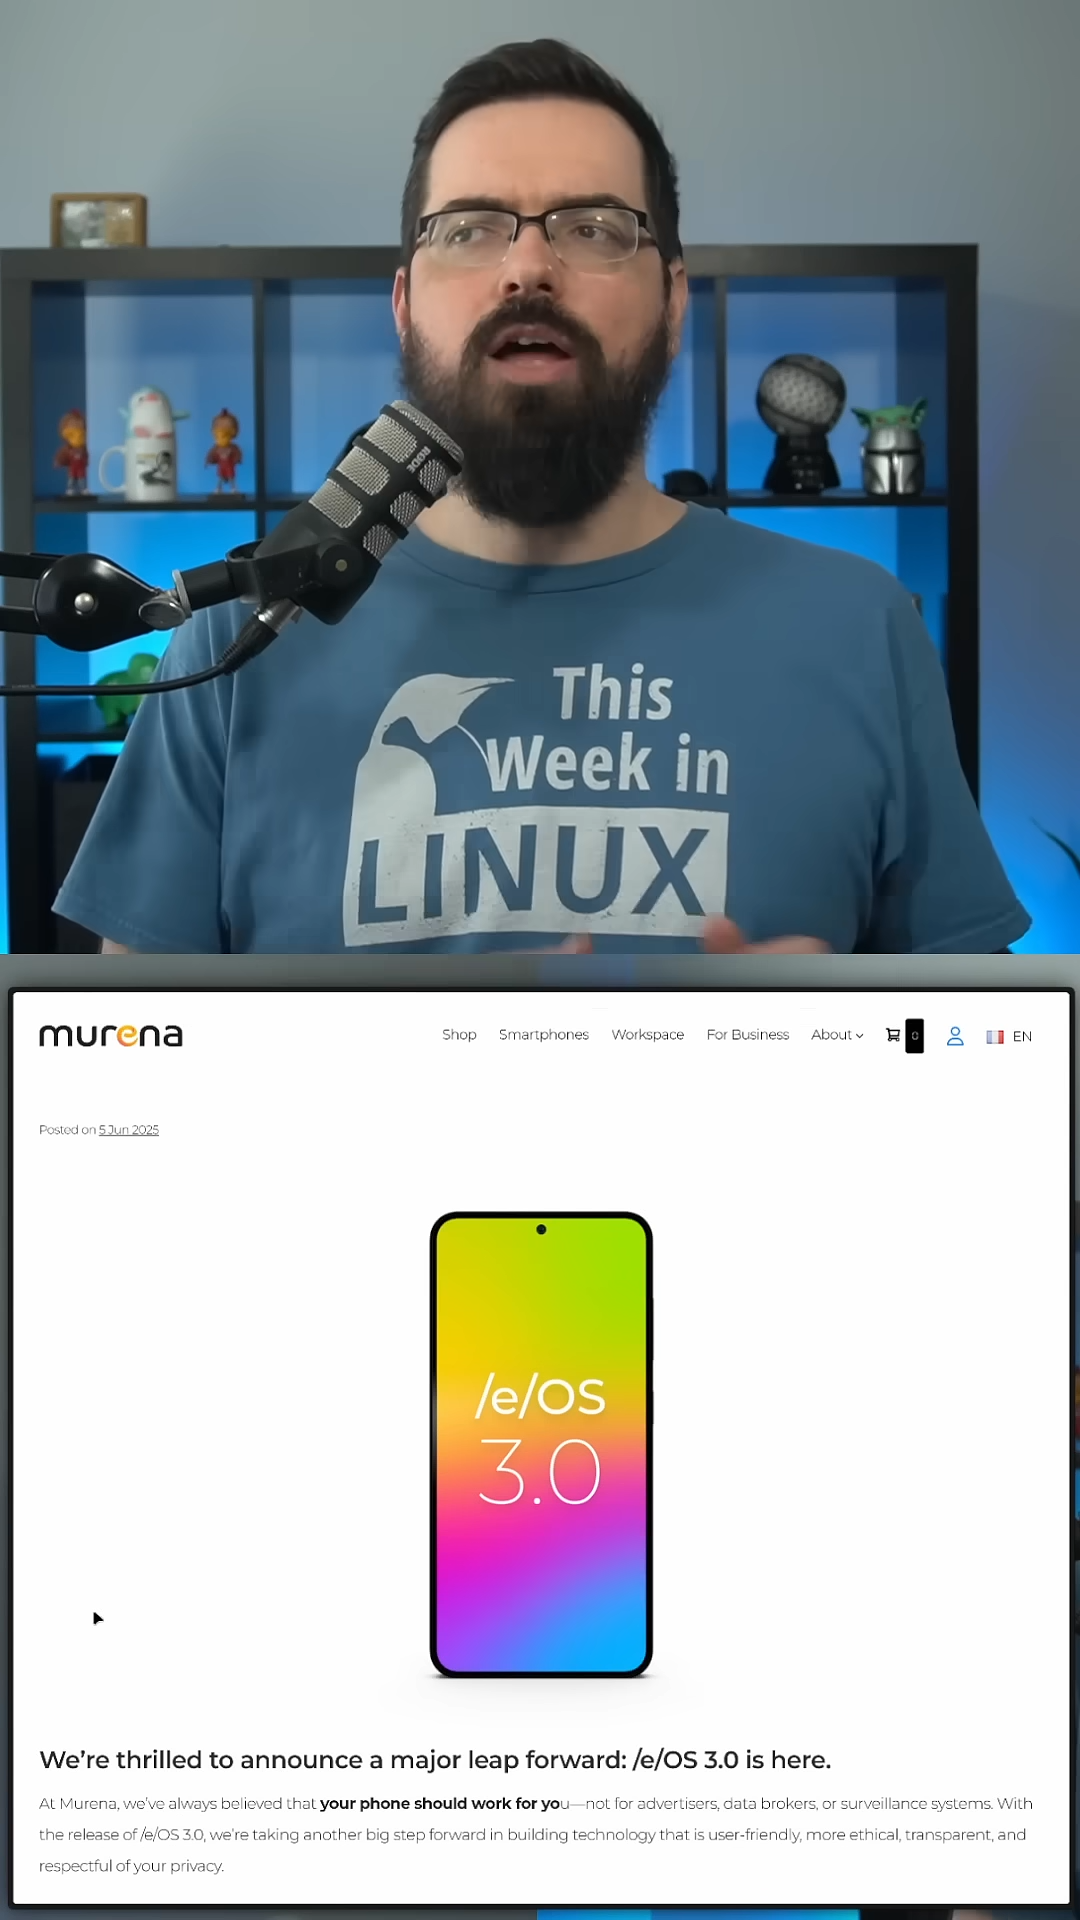 RØDE
This
Week in
LINUX
murena
Shop Smartphones Workspace For Business About 0 EN
Posted on 5 Jun 2025
/e/OS
3.0
We're thrilled to announce a major leap forward: /e/OS 3.0 is here.
At Murena, we've always believed that your phone should work for you—not for advertisers, data brokers, or surveillance systems. With
the release of /e/OS 3.0, we're taking another big step forward in building technology that is user-friendly, more ethical, transparent, and
respectful of your privacy.